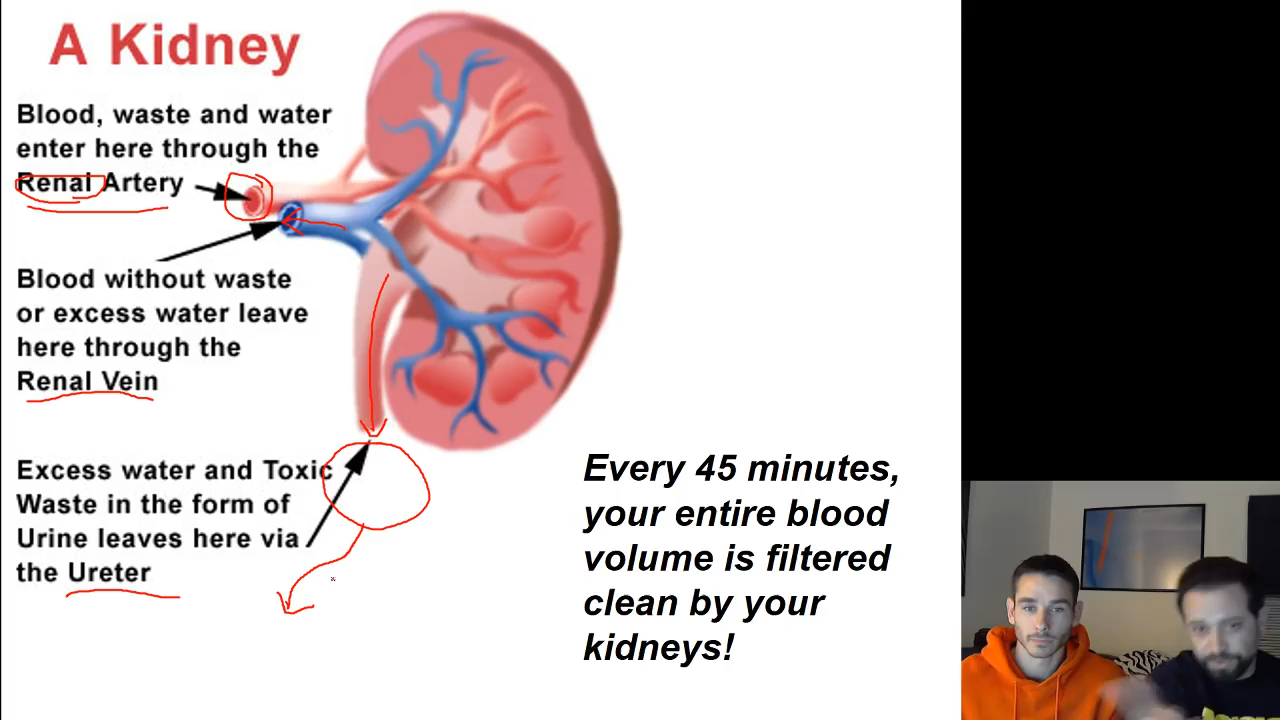 A Kidney
Blood, waste and water
enter here through the
Renal Artery
Blood without waste
or excess water leave
here through the
Renal Vein
Excess water and Toxic
Waste in the form of
Urine leaves here via
the Ureter
Every 45 minutes,
your entire blood
volume is filtered
clean by your
kidneys!